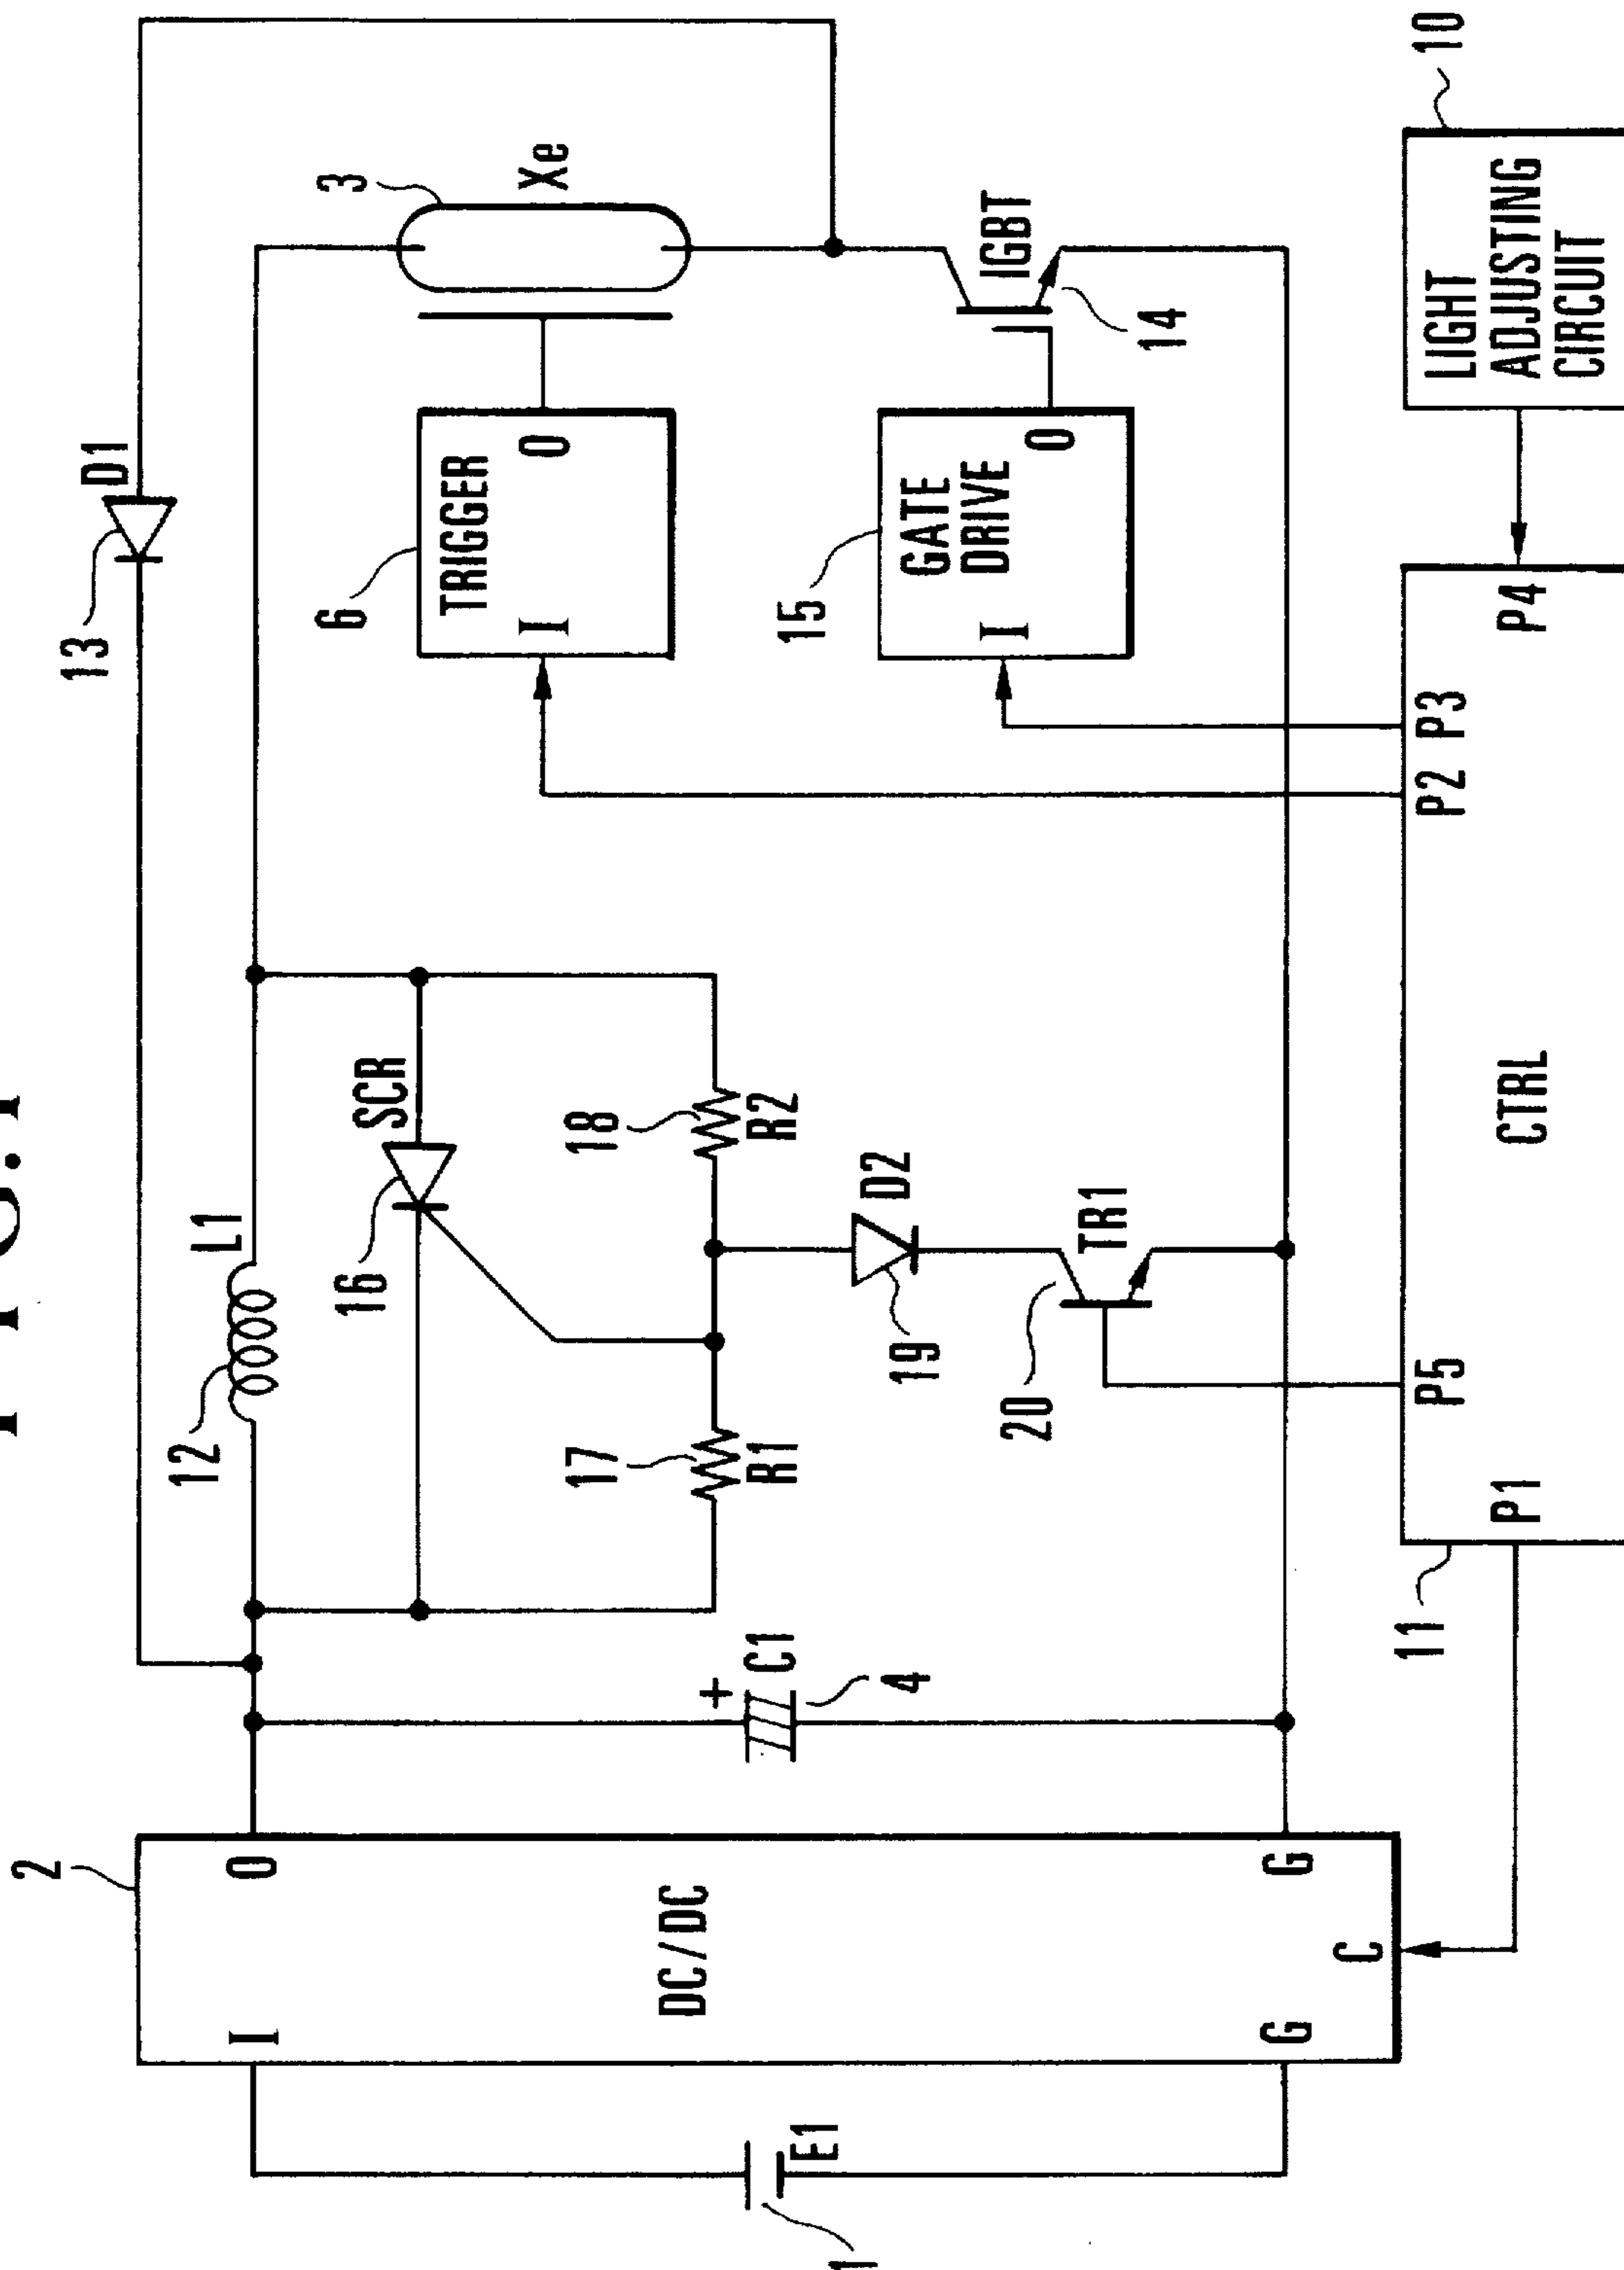 FIG.1
13
D1
2
I
O
DC/DC
G
C
G
1
E1
+
C1
4
12
L1
16
SCR
17
R1
18
R2
19
D2
20
TR1
6
TRIGGER
I
O
3
Xe
15
GATE
DRIVE
I
O
IGBT
14
11
P1
P5
CTRL
P2
P3
P4
10
LIGHT
ADJUSTING
CIRCUIT